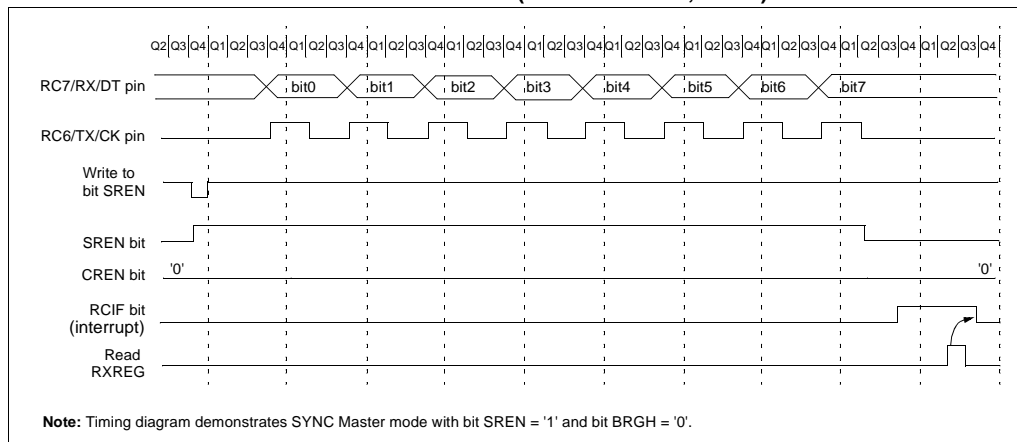 Q2 Q3 Q4 Q1 Q2 Q3 Q4 Q1 Q2 Q3 Q4 Q1 Q2 Q3 Q4 Q1 Q2 Q3 Q4 Q1 Q2 Q3 Q4 Q1 Q2 Q3 Q4 Q1 Q2 Q3 Q4 Q1 Q2 Q3 Q4 Q1 Q2 Q3 Q4 Q1 Q2 Q3 Q4
RC7/RX/DT pin
bit0 bit1 bit2 bit3 bit4 bit5 bit6 bit7
RC6/TX/CK pin
Write to
bit SREN
SREN bit
CREN bit
'0' '0'
RCIF bit
(interrupt)
Read
RXREG
Note: Timing diagram demonstrates SYNC Master mode with bit SREN = '1' and bit BRGH = '0'.